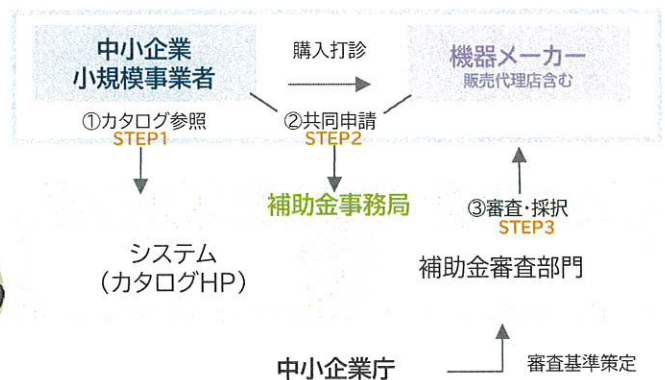 中小企業
小規模事業者
購入打診
機器メーカー
販売代理店含む
①カタログ参照
STEP1
②共同申請
STEP2
補助金事務局
③審査・採択
STEP3
システム
（カタログHP）
補助金審査部門
中小企業庁
審査基準策定